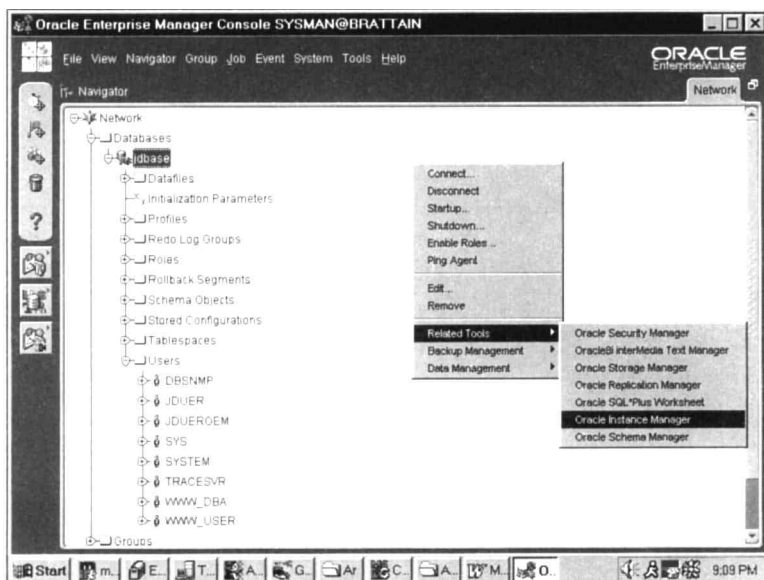 Oracle Enterprise Manager Console SYSMAN@BRATTAIN
File View Navigator Group Job Event System Tools Help
ORACLE
EnterpriseManager
Navigator
Network
Network
Databases
jdbase
Datafiles
Initialization Parameters
Profiles
Redo Log Groups
Roles
Rollback Segments
Schema Objects
Stored Configurations
Tablespaces
Users
DBSNMP
JDUER
JDUEROEM
SYS
SYSTEM
TRACESVR
WWW_DBA
WWW_USER
Groups
Connect...
Disconnect
Startup...
Shutdown...
Enable Roles ...
Ping Agent
Edit...
Remove
Related Tools
Backup Management
Data Management
Oracle Security Manager
Oracle8i interMedia Text Manager
Oracle Storage Manager
Oracle Replication Manager
Oracle SQL*Plus Worksheet
Oracle Instance Manager
Oracle Schema Manager
Start m... E... T... A... G... Ar C... A... M... O... 9:09 PM